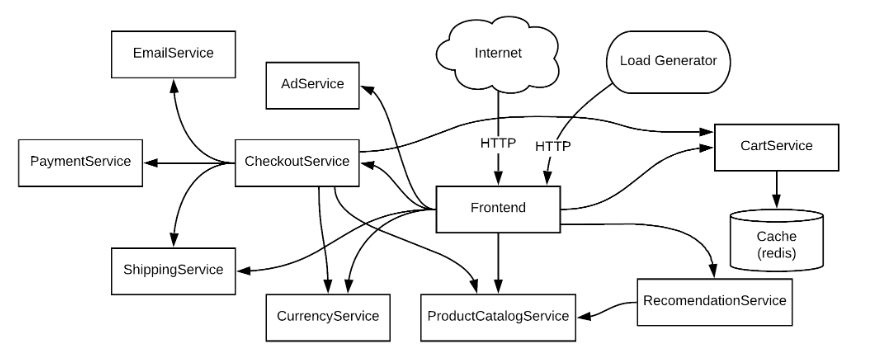 EmailService
Internet
Load Generator
AdService
HTTP
HTTP
CartService
PaymentService
CheckoutService
Frontend
Cache
(redis)
ShippingService
CurrencyService
ProductCatalogService
RecomendationService